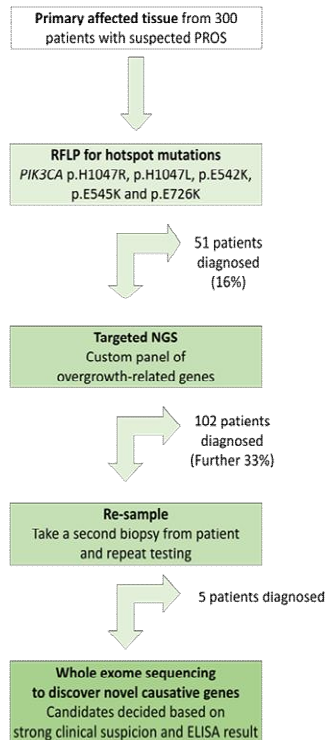 Primary affected tissue from 300
patients with suspected PROS
RFLP for hotspot mutations
PIK3CA p.H1047R, p.H1047L, p.E542K,
p.E545K and p.E726K
51 patients
diagnosed
(16%)
Targeted NGS
Custom panel of
overgrowth-related genes
102 patients
diagnosed
(Further 33%)
Re-sample
Take a second biopsy from patient
and repeat testing
5 patients diagnosed
Whole exome sequencing
to discover novel causative genes
Candidates decided based on
strong clinical suspicion and ELISA result